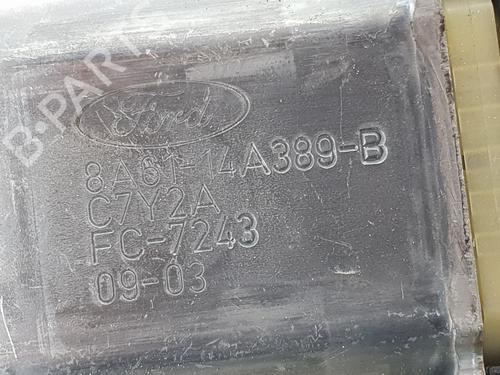 B-PARTS
Ford
8A61-14A389-B
C7Y2A
FC-7243
09-03